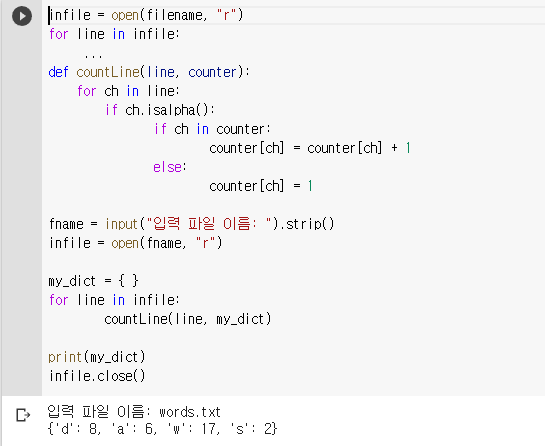 infile = open(filename, "r")
for line in infile:
    ...
def countLine(line, counter):
    for ch in line:
        if ch.isalpha():
            if ch in counter:
                counter[ch] = counter[ch] + 1
            else:
                counter[ch] = 1
fname = input("입력 파일 이름: ").strip()
infile = open(fname, "r")
my_dict = { }
for line in infile:
        countLine(line, my_dict)
print(my_dict)
infile.close()
입력 파일 이름: words.txt
{'d': 8, 'a': 6, 'w': 17, 's': 2}